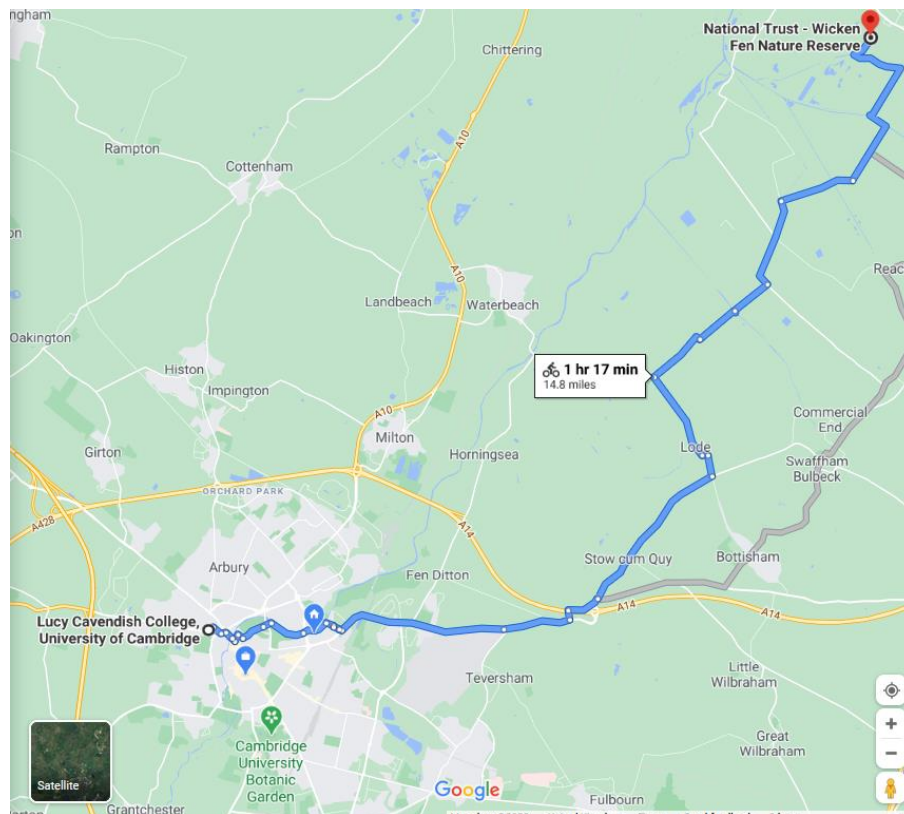 ngham
National Trust - Wicken
Fen Nature Reserve
Chittering
A10
Rampton
Cottenham
A10
Reac
Landbeach
Waterbeach
Oakington
1 hr 17 min
14.8 miles
Histon
Impington
A10
Commercial
End
Milton
Girton
Horningsea
Lode
Swaffham
Bulbeck
ORCHARD PARK
A428
A14
Stow cum Quy
Bottisham
Arbury
Fen Ditton
A14
A14
Lucy Cavendish College,
University of Cambridge
Teversham
Little
Wilbraham
Great
Wilbraham
Cambridge
University
Botanic
Garden
Satellite
Google
Fulbourn
Grantchester